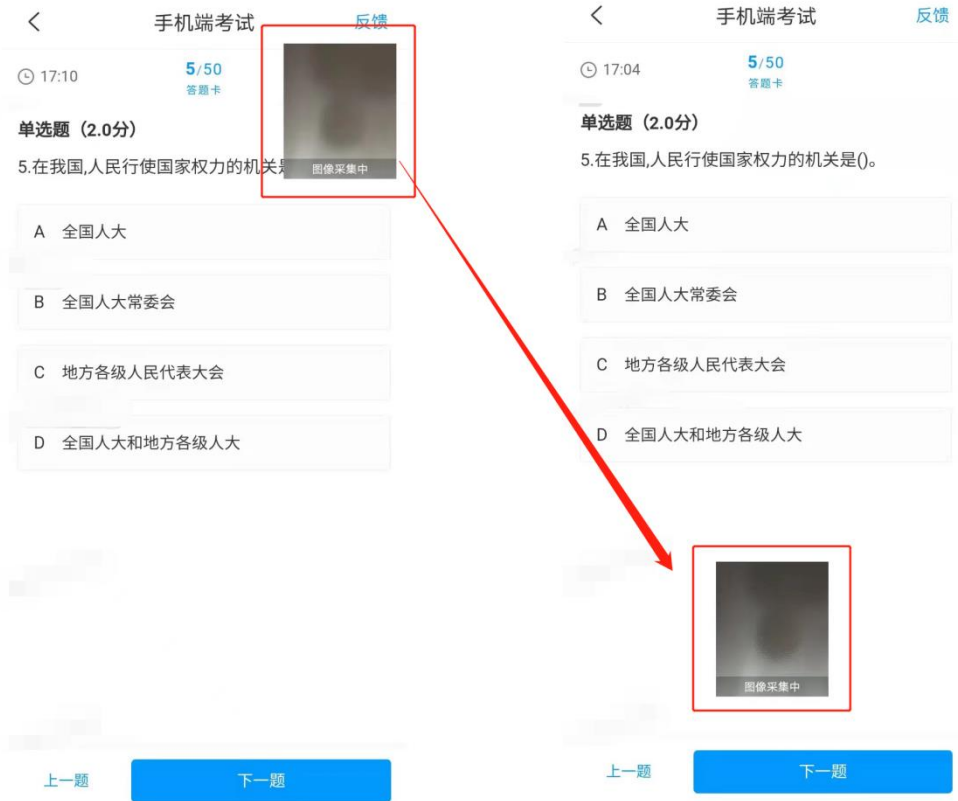 手机端考试
反馈
17:10
5/50
答题卡
单选题（2.0分）
5.在我国,人民行使国家权力的机关是
图像采集中
A 全国人大
B 全国人大常委会
C 地方各级人民代表大会
D 全国人大和地方各级人大
上一题
下一题
手机端考试
反馈
17:04
5/50
答题卡
单选题（2.0分）
5.在我国,人民行使国家权力的机关是()。
A 全国人大
B 全国人大常委会
C 地方各级人民代表大会
D 全国人大和地方各级人大
图像采集中
上一题
下一题